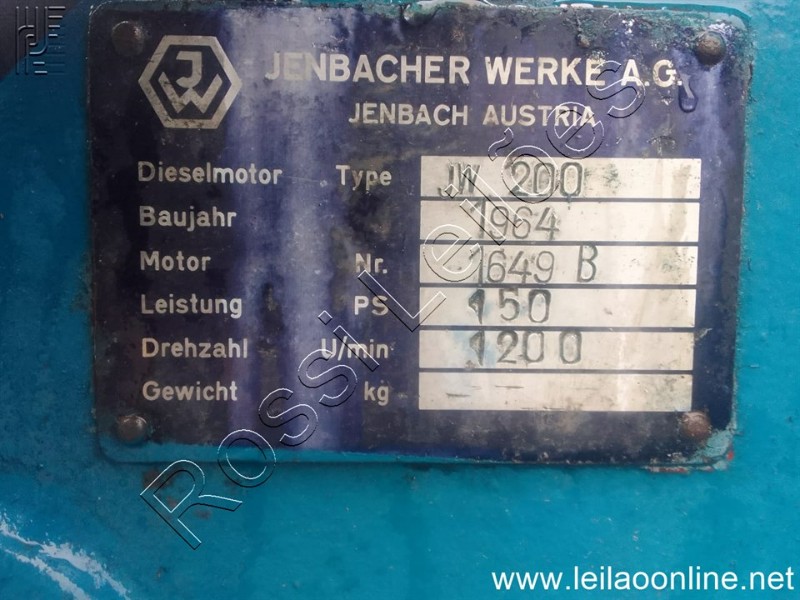 JW
JENBACHER WERKE A.G.
JENBACH AUSTRIA
Dieselmotor Type JW 200
Baujahr 1964
Motor Nr. 1649 B
Leistung PS 150
Drehzahl U/min 1200
Gewicht kg - - -
Rossi Leilões
www.leilaoonline.net